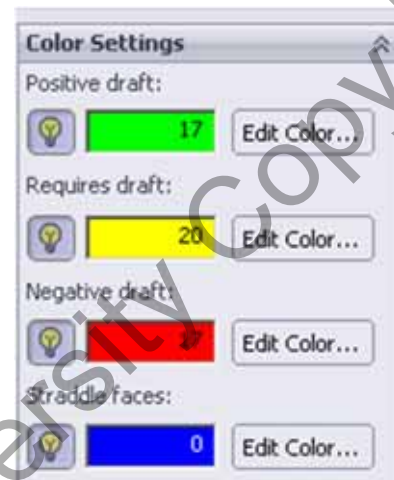 Color Settings
Positive draft:
17 Edit Color...
Requires draft:
20 Edit Color...
Negative draft:
27 Edit Color...
Straddle faces:
0 Edit Color...